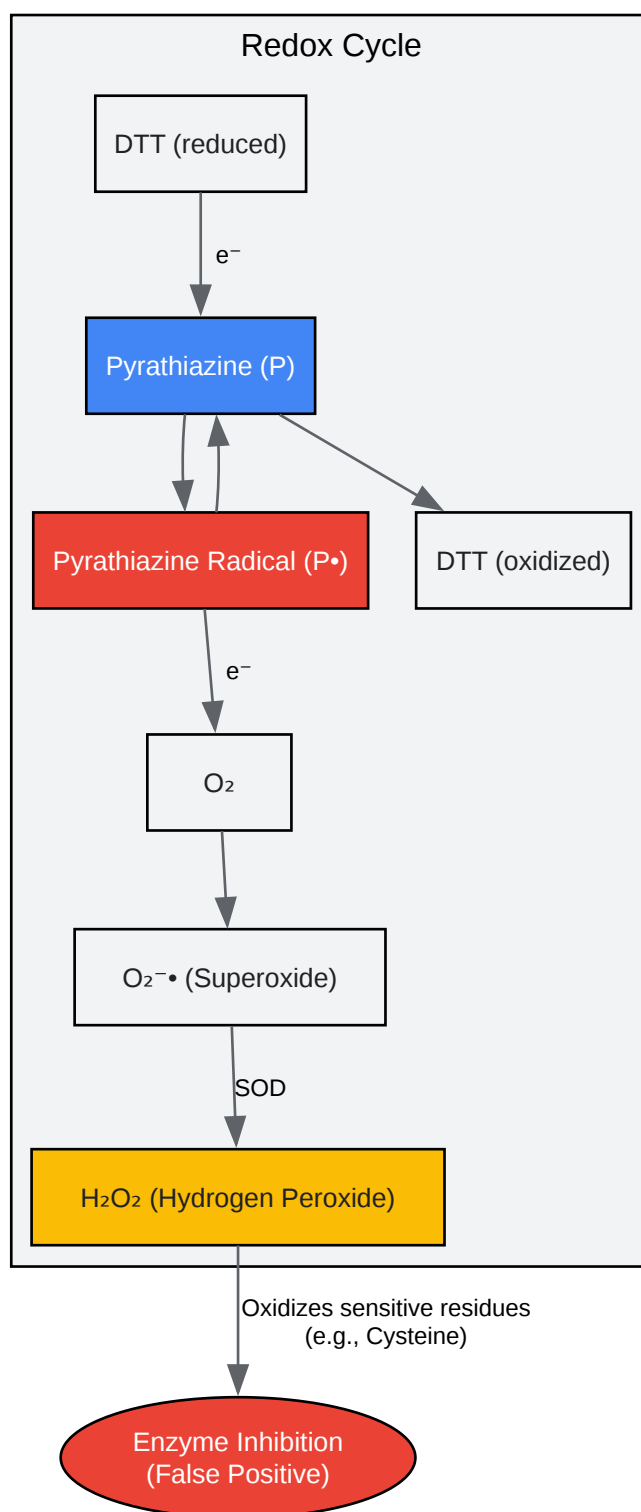 Redox Cycle
DTT (reduced)
e⁻
Pyrathiazine (P)
Pyrathiazine Radical (P•)
DTT (oxidized)
e⁻
O₂
O₂⁻• (Superoxide)
SOD
H₂O₂ (Hydrogen Peroxide)
Oxidizes sensitive residues
(e.g., Cysteine)
Enzyme Inhibition
(False Positive)